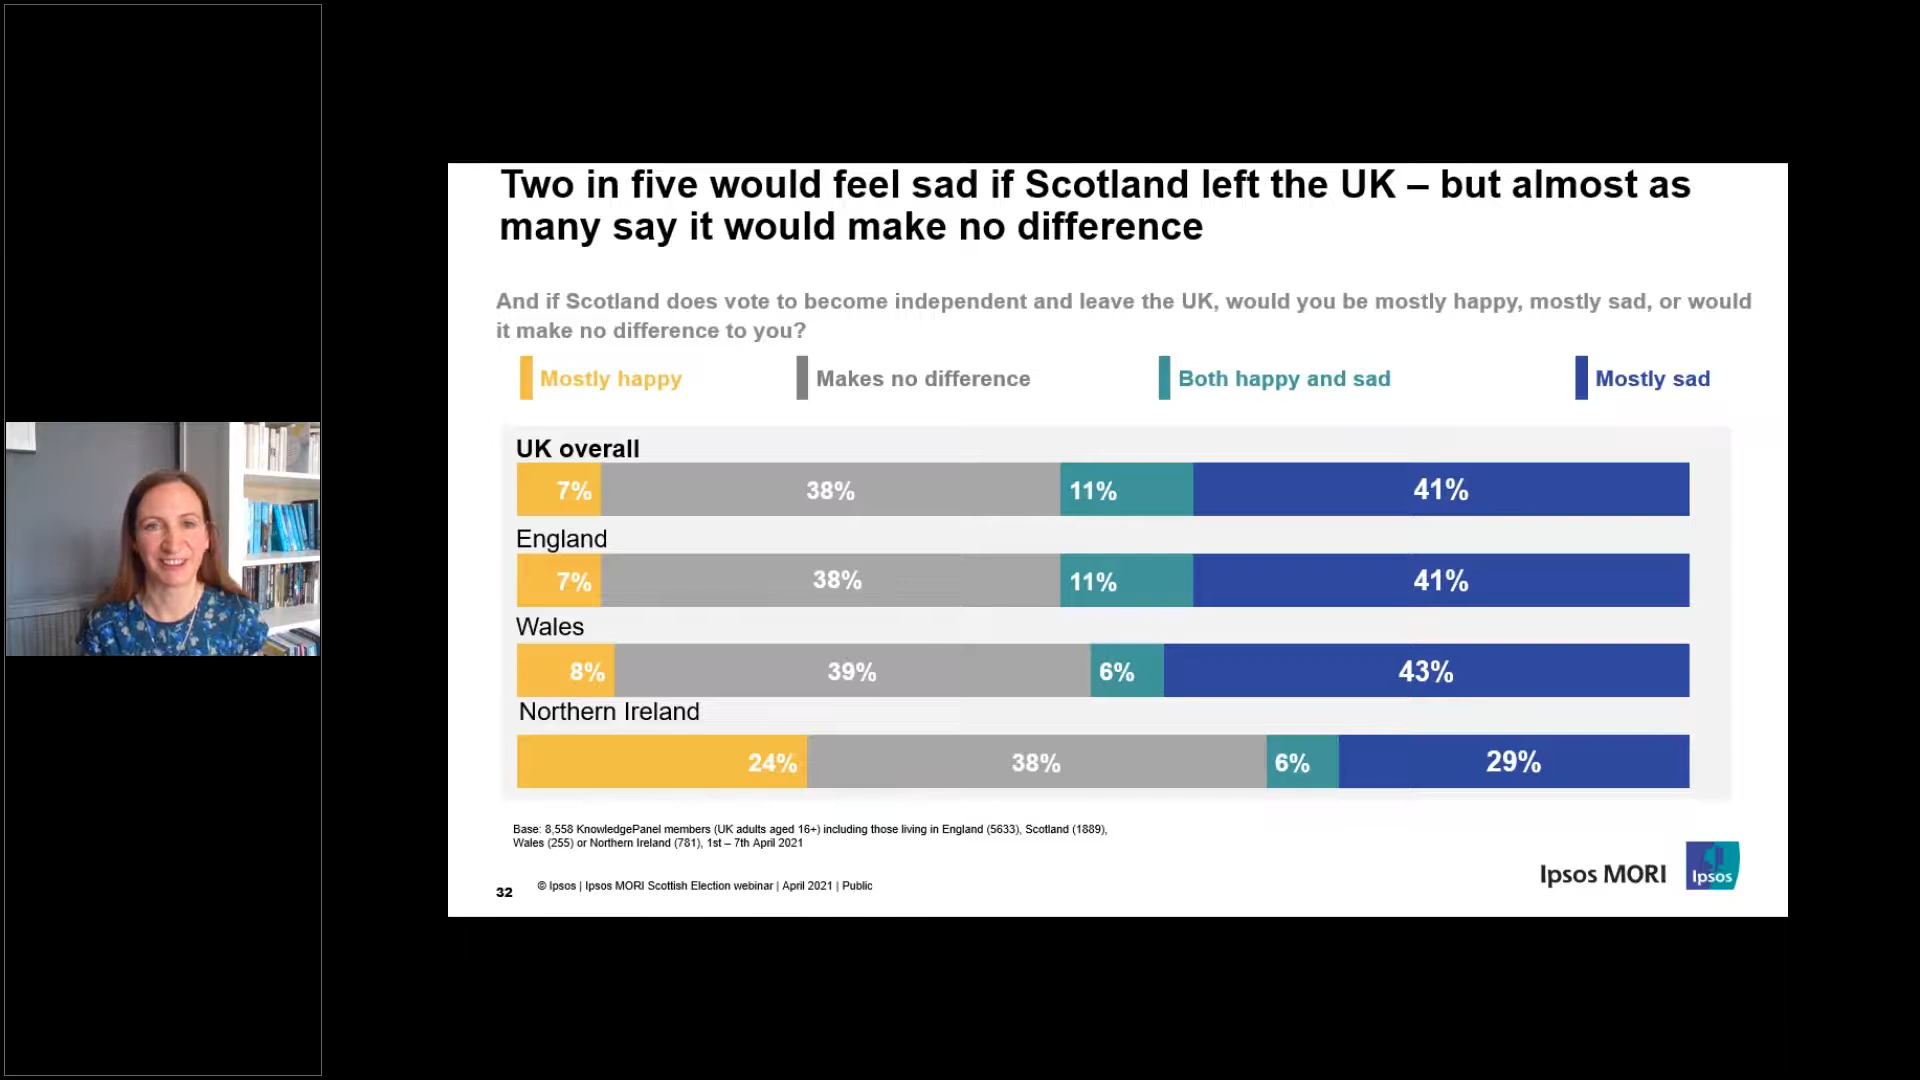 Two in five would feel sad if Scotland left the UK – but almost as
many say it would make no difference
And if Scotland does vote to become independent and leave the UK, would you be mostly happy, mostly sad, or would
it make no difference to you?
Mostly happy
Makes no difference
Both happy and sad
Mostly sad
UK overall
7% 38% 11% 41%
England
7% 38% 11% 41%
Wales
8% 39% 6% 43%
Northern Ireland
24% 38% 6% 29%
Base: 8,558 KnowledgePanel members (UK adults aged 16+) including those living in England (5633), Scotland (1889),
Wales (255) or Northern Ireland (781), 1st – 7th April 2021
32
© Ipsos | Ipsos MORI Scottish Election webinar | April 2021 | Public
Ipsos MORI
Ipsos